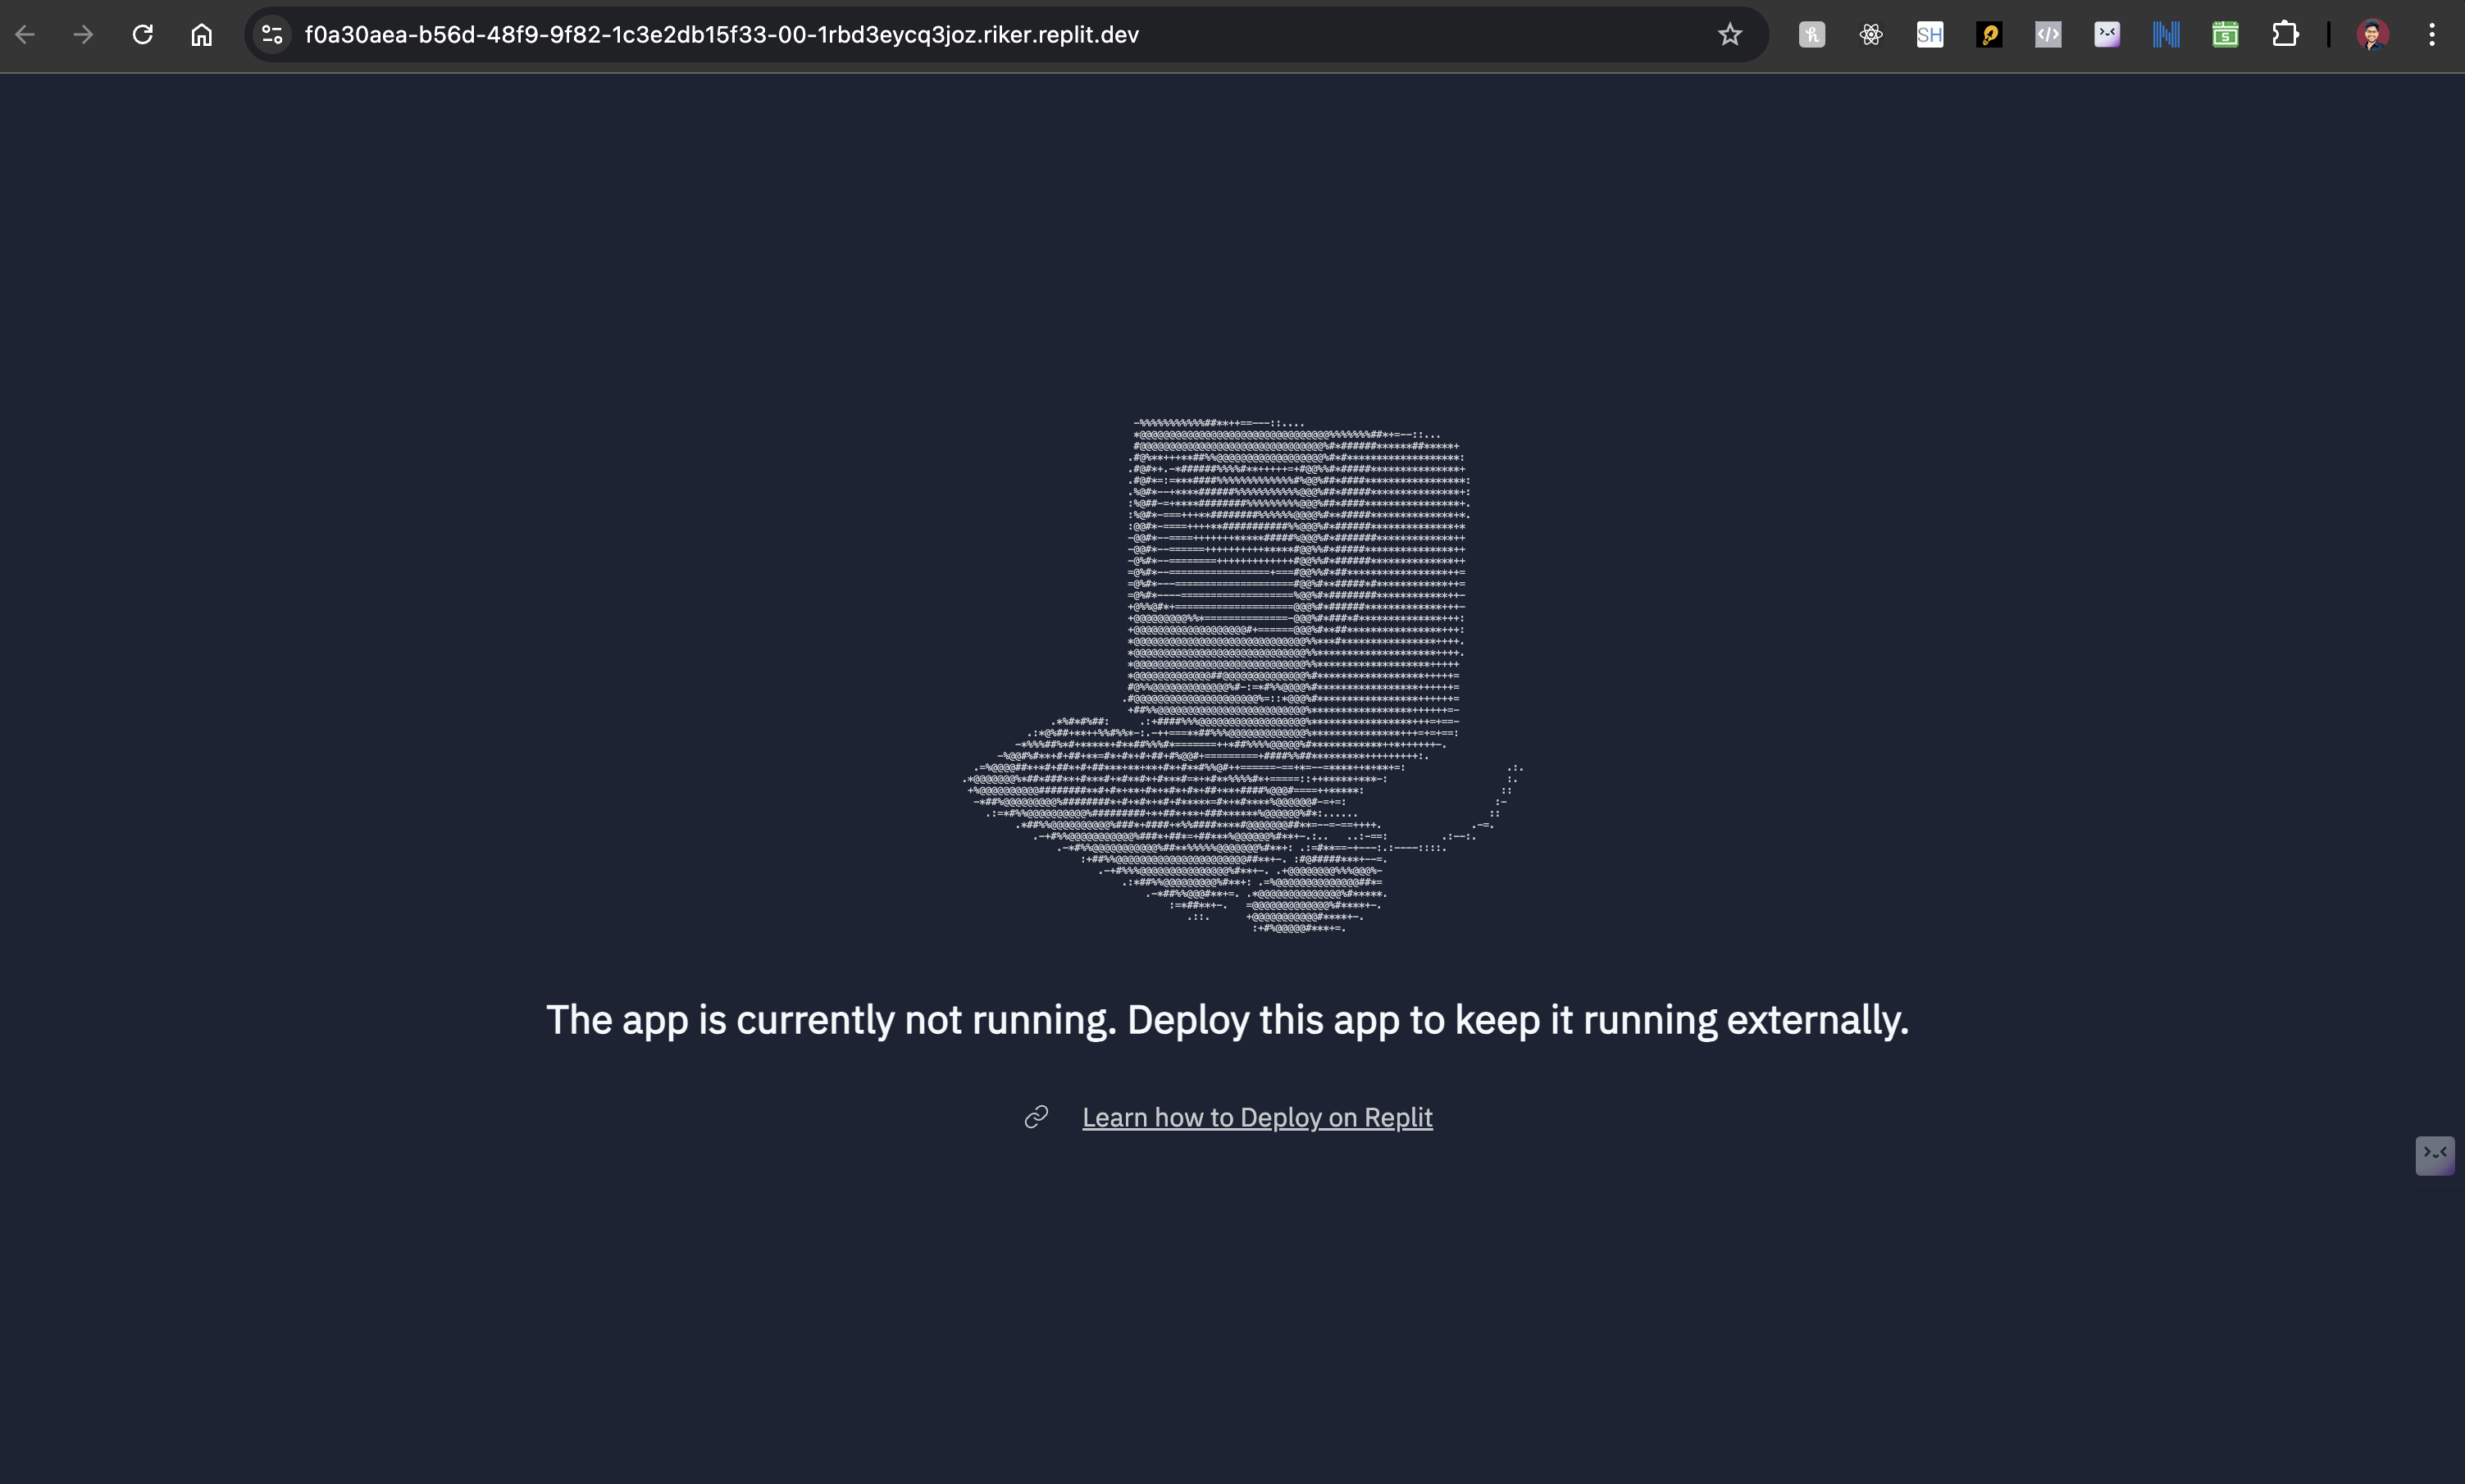 f0a30aea-b56d-48f9-9f82-1c3e2db15f33-00-1rbd3eycq3joz.riker.replit.dev
The app is currently not running. Deploy this app to keep it running externally.
Learn how to Deploy on Replit